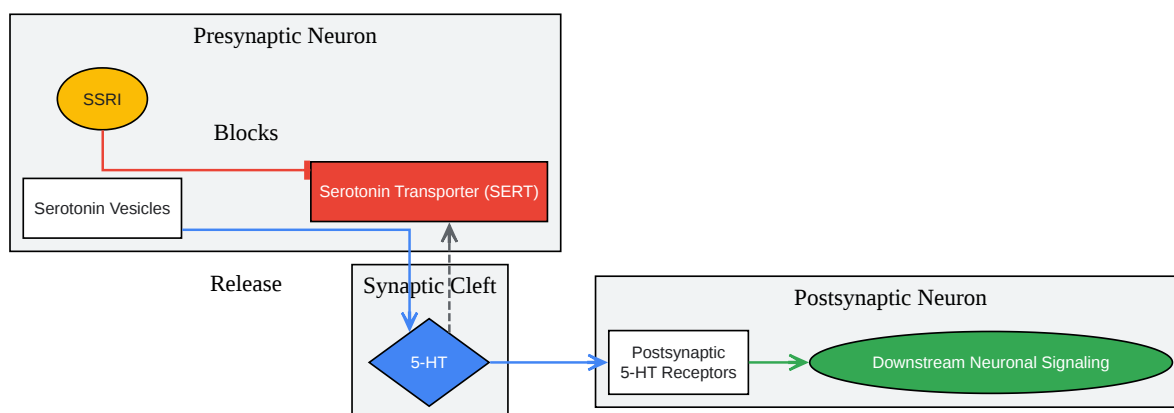 Presynaptic Neuron
SSRI
Blocks
Serotonin Transporter (SERT)
Serotonin Vesicles
Release
Synaptic Cleft
5-HT
Postsynaptic Neuron
Postsynaptic
5-HT Receptors
Downstream Neuronal Signaling